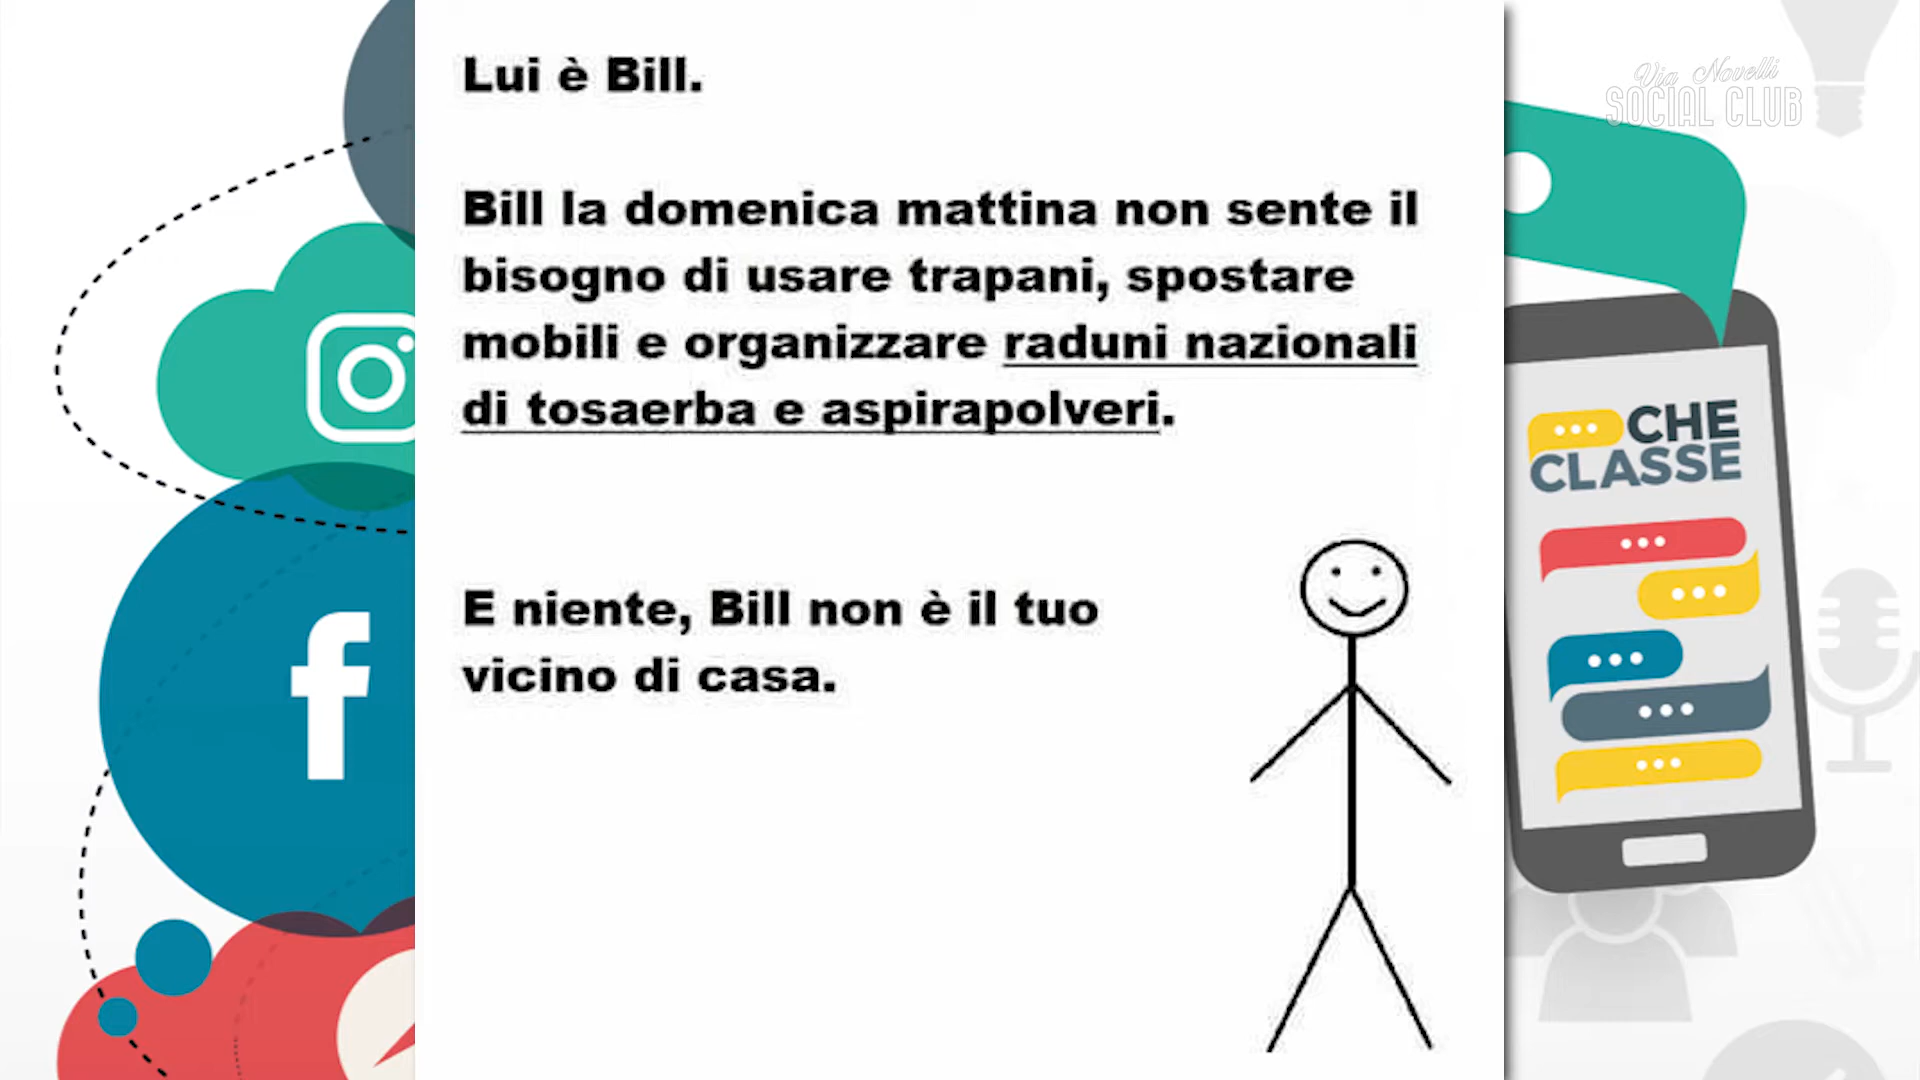 Lui è Bill.
Bill la domenica mattina non sente il
bisogno di usare trapani, spostare
mobili e organizzare raduni nazionali
di tosaerba e aspirapolveri.
E niente, Bill non è il tuo
vicino di casa.
Via Novelli
SOCIAL CLUB
CHE
CLASSE